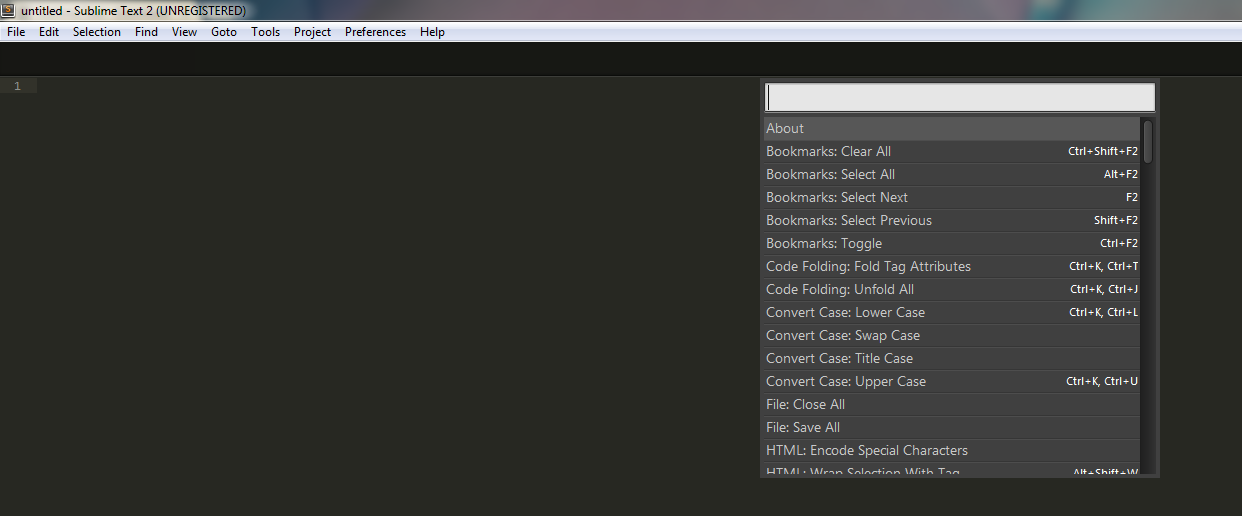 untitled - Sublime Text 2 (UNREGISTERED)
File Edit Selection Find View Goto Tools Project Preferences Help
1
About
Bookmarks: Clear All Ctrl+Shift+F2
Bookmarks: Select All Alt+F2
Bookmarks: Select Next F2
Bookmarks: Select Previous Shift+F2
Bookmarks: Toggle Ctrl+F2
Code Folding: Fold Tag Attributes Ctrl+K, Ctrl+T
Code Folding: Unfold All Ctrl+K, Ctrl+J
Convert Case: Lower Case Ctrl+K, Ctrl+L
Convert Case: Swap Case
Convert Case: Title Case
Convert Case: Upper Case Ctrl+K, Ctrl+U
File: Close All
File: Save All
HTML: Encode Special Characters
HTML: Wrap Selection With Tag Alt+Shift+W